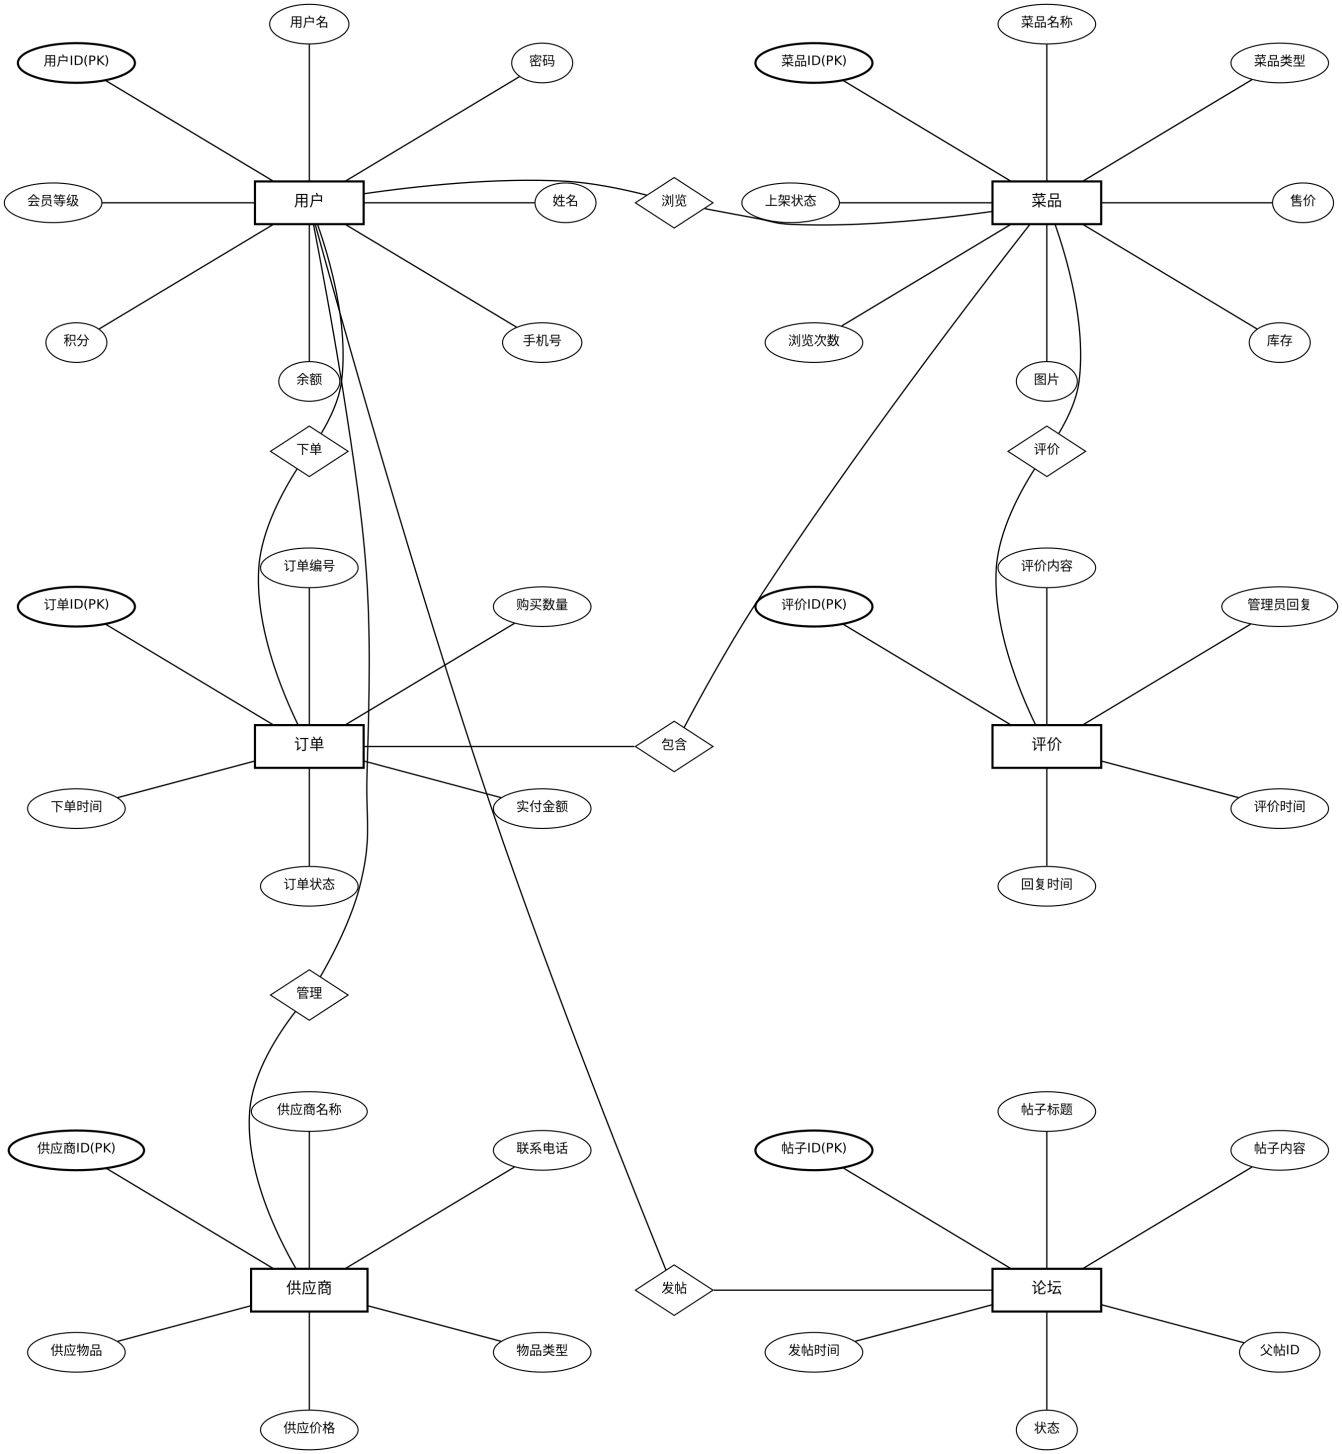 用户名
菜品名称
用户ID(PK)
密码
菜品ID(PK)
菜品类型
会员等级
用户
姓名
浏览
上架状态
菜品
售价
积分
手机号
浏览次数
库存
余额
图片
下单
评价
订单编号
评价内容
订单ID(PK)
购买数量
评价ID(PK)
管理员回复
订单
包含
评价
下单时间
实付金额
评价时间
订单状态
回复时间
管理
供应商名称
帖子标题
供应商ID(PK)
联系电话
帖子ID(PK)
帖子内容
供应商
发帖
论坛
供应物品
物品类型
发帖时间
父帖ID
供应价格
状态